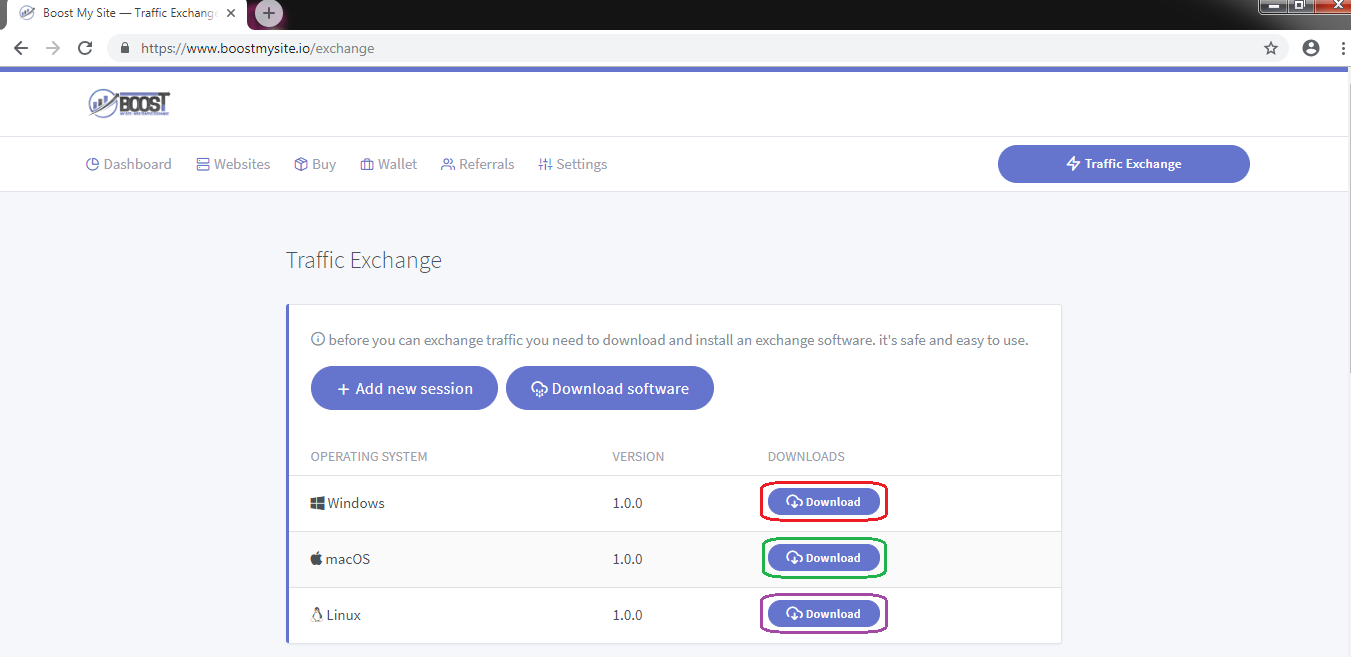 Boost My Site — Traffic Exchang
https://www.boostmysite.io/exchange
BOOST
Dashboard Websites Buy Wallet Referrals Settings Traffic Exchange
Traffic Exchange
before you can exchange traffic you need to download and install an exchange software. it's safe and easy to use.
+ Add new session Download software
OPERATING SYSTEM VERSION DOWNLOADS
Windows 1.0.0 Download
macOS 1.0.0 Download
Linux 1.0.0 Download